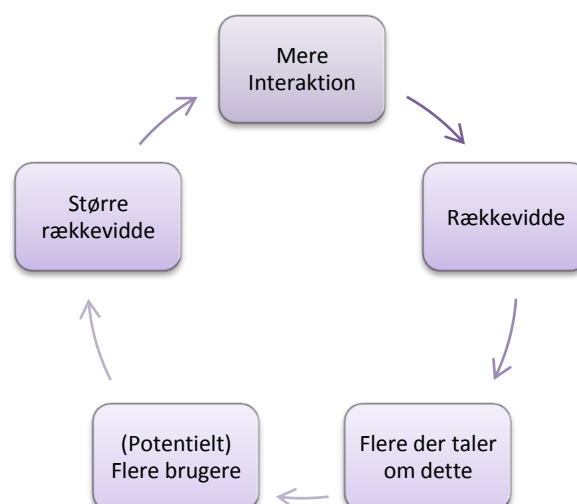 Mere
Interaktion
Rækkevidde
Flere der taler
om dette
(Potentielt)
Flere brugere
Større
rækkevidde